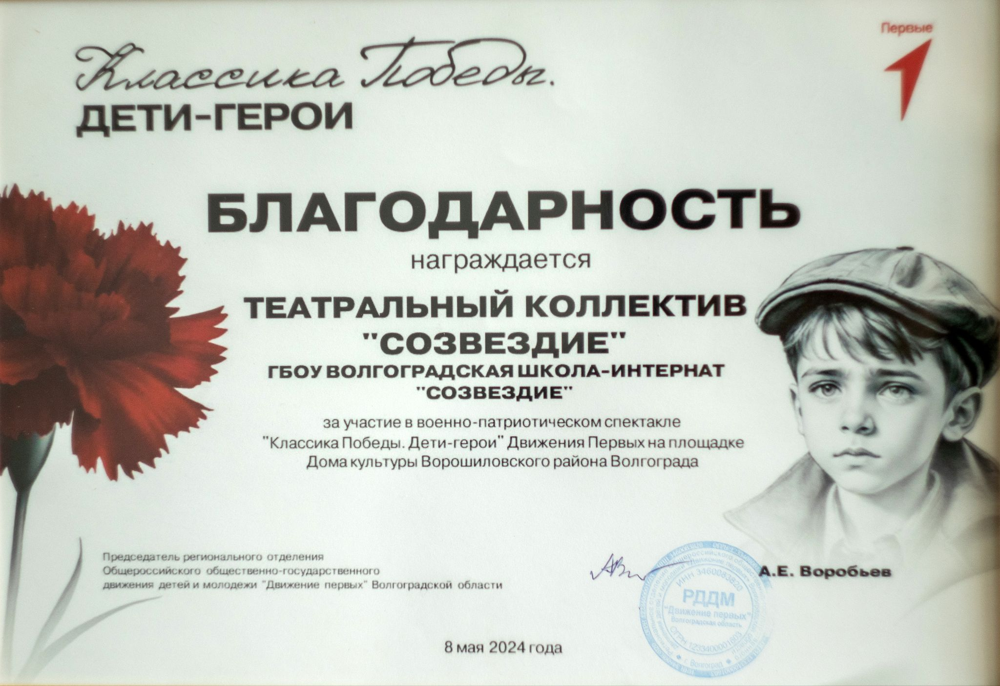 Первые
Классика Победы.
ДЕТИ-ГЕРОИ
БЛАГОДАРНОСТЬ
награждается
ТЕАТРАЛЬНЫЙ КОЛЛЕКТИВ
"СОЗВЕЗДИЕ"
ГБОУ ВОЛГОГРАДСКАЯ ШКОЛА-ИНТЕРНАТ
"СОЗВЕЗДИЕ"
за участие в военно-патриотическом спектакле
"Классика Победы. Дети-герои" Движения Первых на площадке
Дома культуры Ворошиловского района Волгограда
Председатель регионального отделения
Общероссийского общественно-государственного
движения детей и молодежи "Движение первых" Волгоградской области
А.Е. Воробьев
ИНН 3460083820
РДДМ
"Движение первых"
Волгоградская область
ОГРН 1233400001603
г. Волгоград
8 мая 2024 года